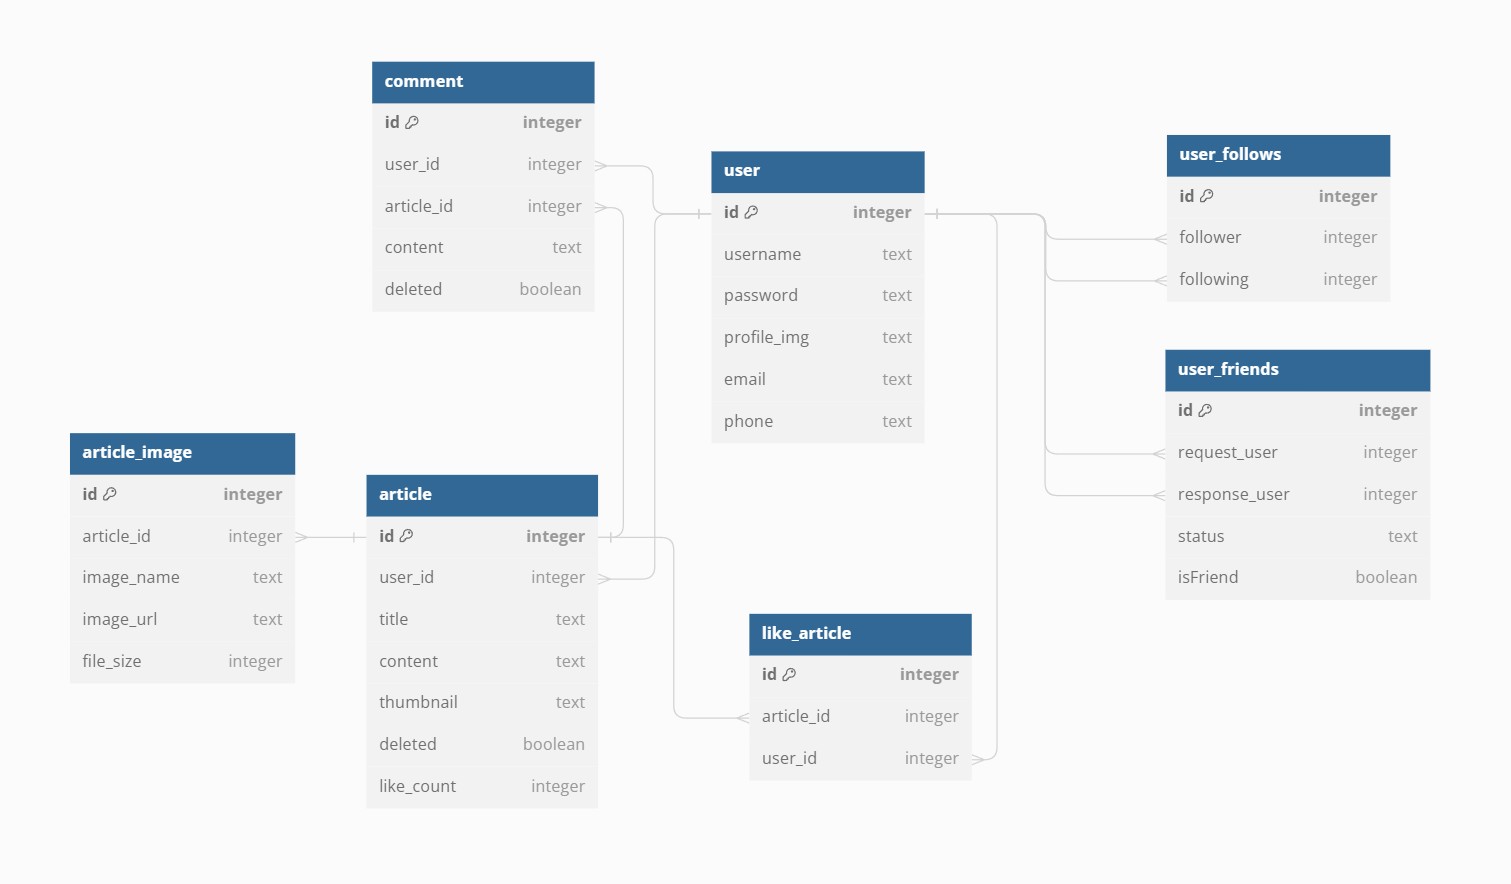 comment
id integer
user_id integer
article_id integer
content text
deleted boolean
user
id integer
username text
password text
profile_img text
email text
phone text
user_follows
id integer
follower integer
following integer
user_friends
id integer
request_user integer
response_user integer
status text
isFriend boolean
article_image
id integer
article_id integer
image_name text
image_url text
file_size integer
article
id integer
user_id integer
title text
content text
thumbnail text
deleted boolean
like_count integer
like_article
id integer
article_id integer
user_id integer